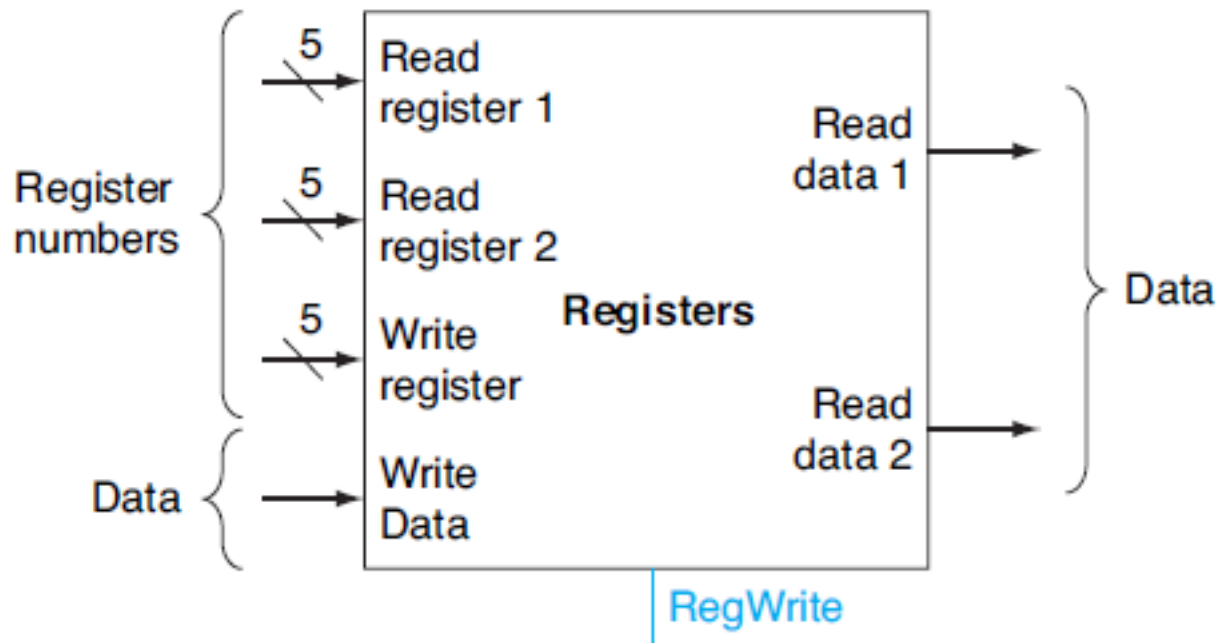 5
Read
register 1
5
Read
register 2
5
Write
register
Write
Data
Register
numbers
Data
Registers
Read
data 1
Read
data 2
Data
RegWrite